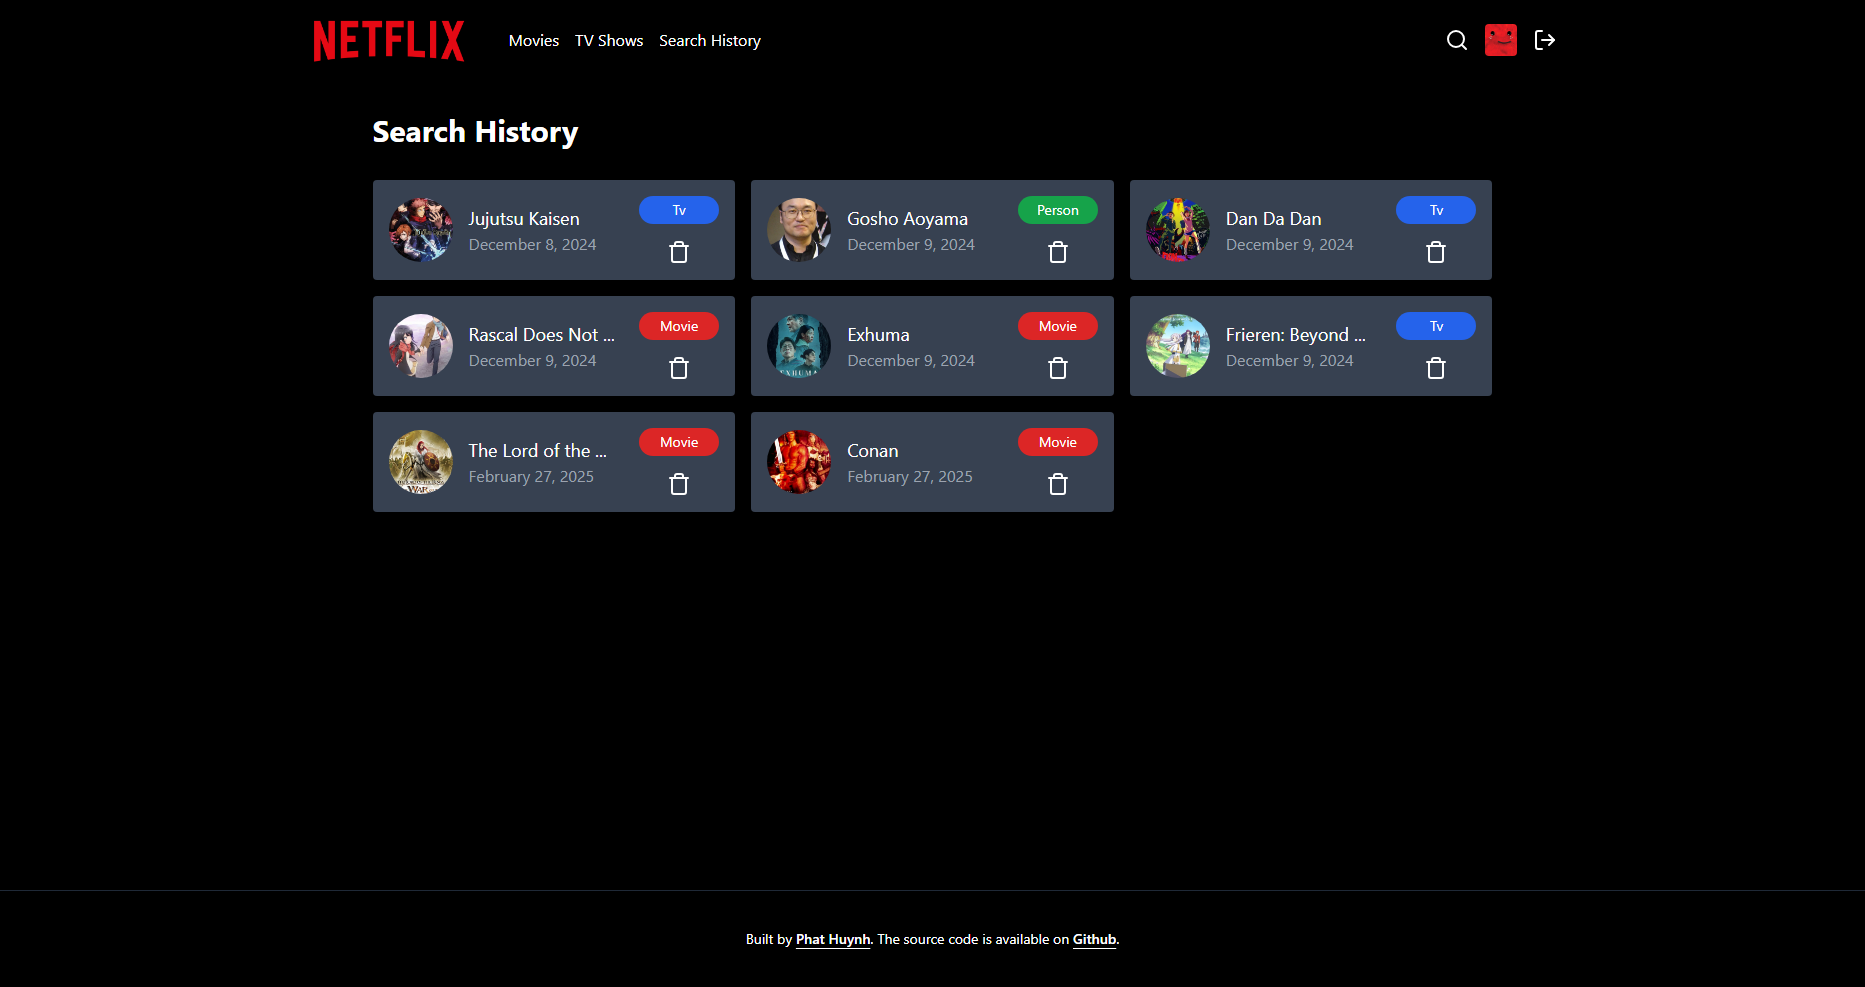 NETFLIX
Movies TV Shows Search History
Search History
Jujutsu Kaisen
December 8, 2024
Tv
Gosho Aoyama
December 9, 2024
Person
Dan Da Dan
December 9, 2024
Tv
Rascal Does Not ...
December 9, 2024
Movie
Exhuma
December 9, 2024
Movie
EXHUMA
Frieren: Beyond ...
December 9, 2024
Tv
The Lord of the ...
February 27, 2025
Movie
WAR
Conan
February 27, 2025
Movie
Built by Phat Huynh. The source code is available on Github.